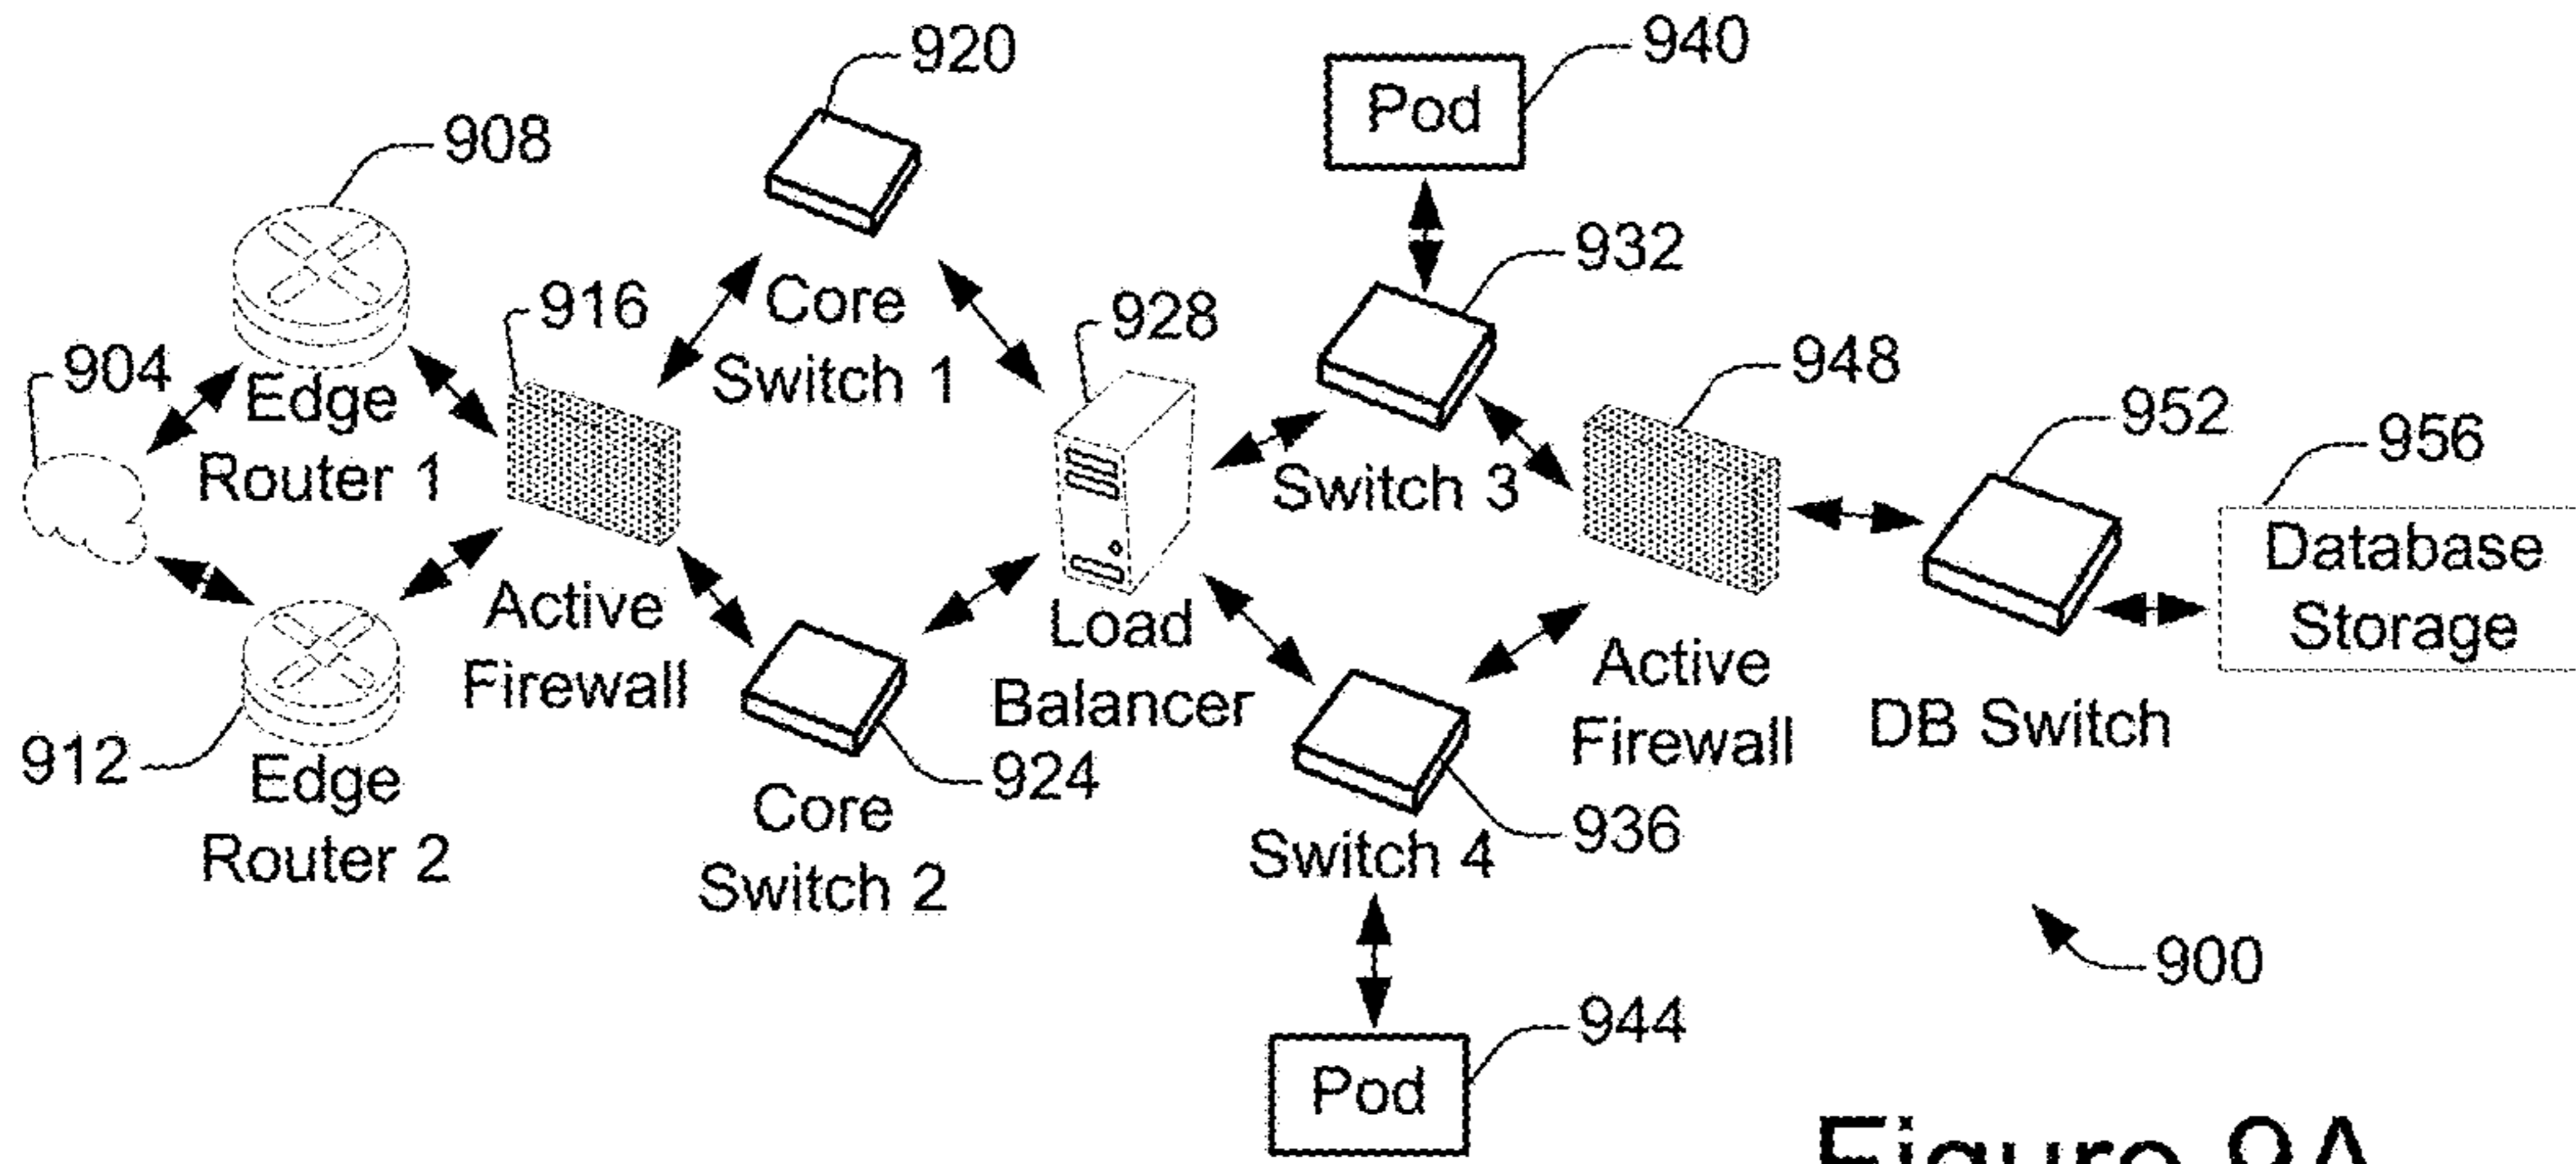 920
940
Pod
908
932
916
Core
Switch 1
928
904
Edge
Router 1
948
952
956
Switch 3
Database
Storage
Active
Firewall
Load
Balancer
Active
Firewall
DB Switch
912
Edge
Router 2
924
Core
Switch 2
936
Switch 4
900
944
Pod
Figure 9A